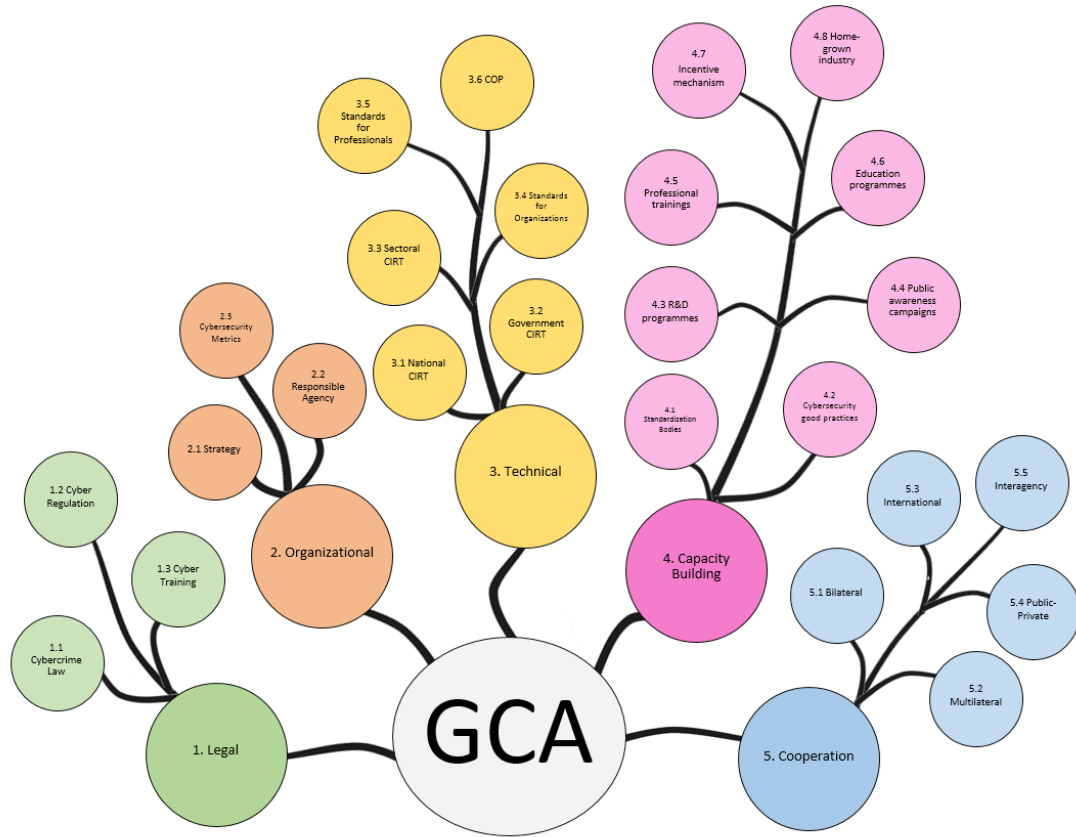 GCA
1. Legal
1.1
Cybercrime
Law
1.2 Cyber
Regulation
1.3 Cyber
Training
2. Organizational
2.1 Strategy
2.2
Responsible
Agency
2.3
Cybersecurity
Metrics
3. Technical
3.1 National
CIRT
3.2
Government
CIRT
3.3 Sectoral
CIRT
3.4 Standards
for
Organizations
3.5
Standards
for
Professionals
3.6 COP
4. Capacity
Building
4.1
Standardization
Bodies
4.2
Cybersecurity
good practices
4.3 R&D
programmes
4.4 Public
awareness
campaigns
4.5
Professional
trainings
4.6
Education
programmes
4.7
Incentive
mechanism
4.8 Home-
grown
industry
5. Cooperation
5.1 Bilateral
5.2
Multilateral
5.3
International
5.4 Public-
Private
5.5
Interagency